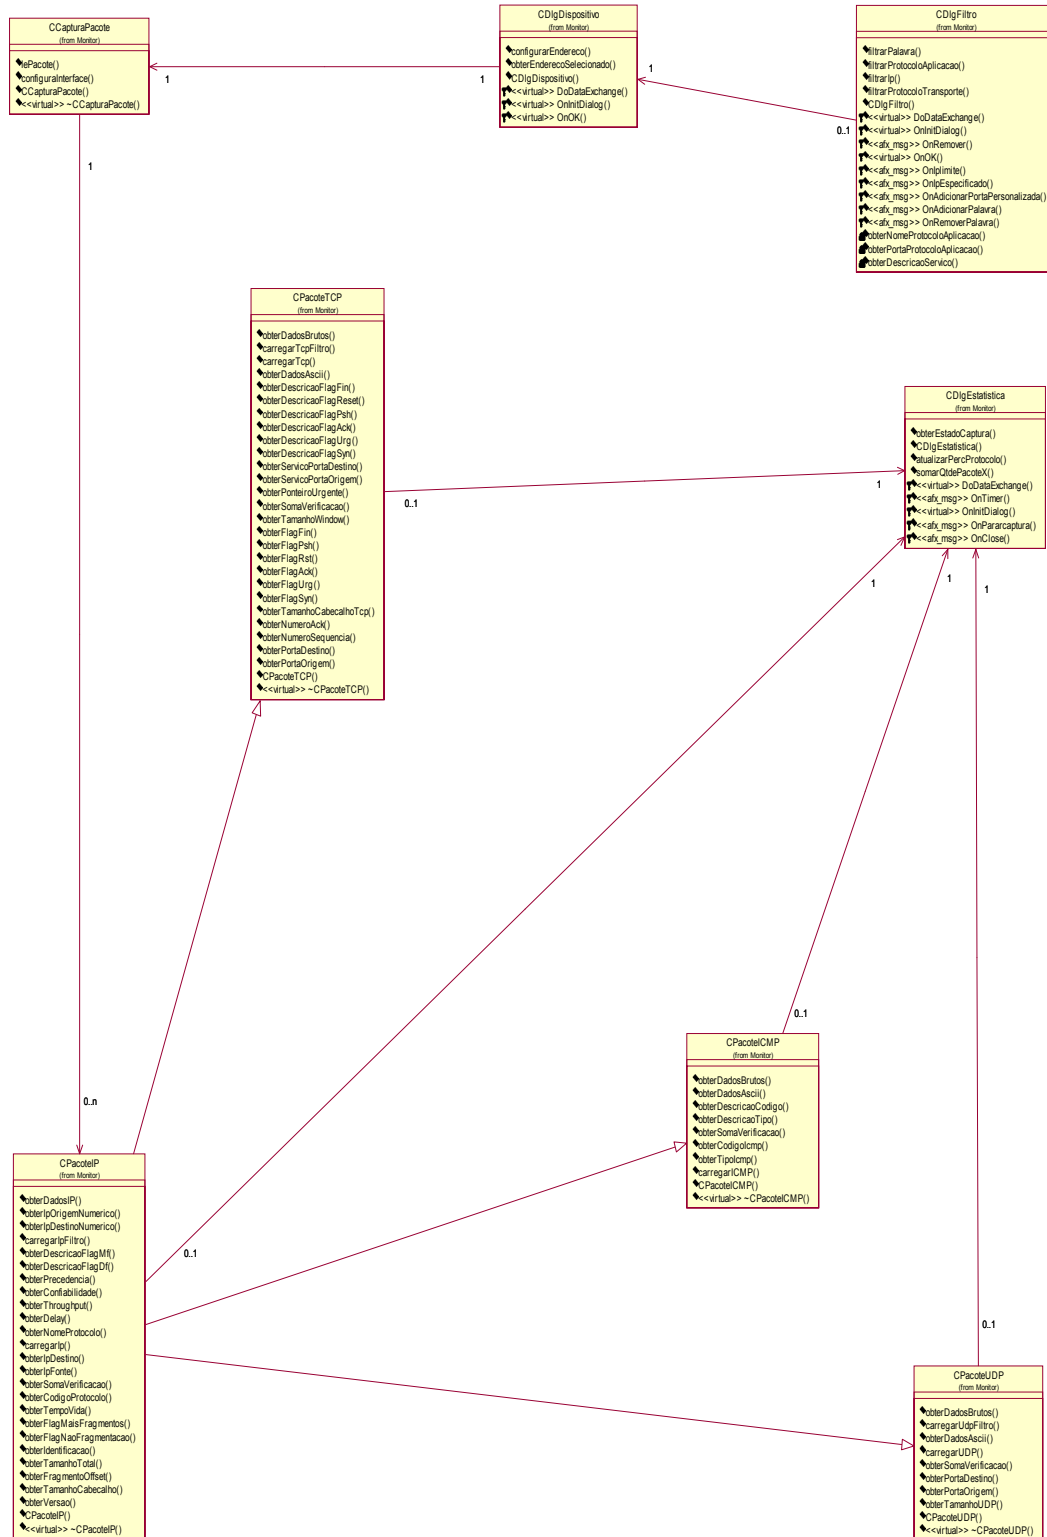 CCapturaPacote
(from Monitor)
lePacote()
configuraInterface()
CCapturaPacote()
<<virtual>> ~CCapturaPacote()
1
1
CDlgDispositivo
(from Monitor)
configurarEndereco()
obterEnderecoSelecionado()
CDlgDispositivo()
<<virtual>> DoDataExchange()
<<virtual>> OnInitDialog()
<<virtual>> OnOK()
1
0..1
CDlgFiltro
(from Monitor)
filtrarPalavra()
filtrarProtocoloAplicacao()
filtrarIp()
filtrarProtocoloTransporte()
CDlgFiltro()
<<virtual>> DoDataExchange()
<<virtual>> OnInitDialog()
<<afx_msg>> OnRemover()
<<virtual>> OnOK()
<<afx_msg>> OnIplimite()
<<afx_msg>> OnIpEspecificado()
<<afx_msg>> OnAdicionarPortaPersonalizada()
<<afx_msg>> OnAdicionarPalavra()
<<afx_msg>> OnRemoverPalavra()
obterNomeProtocoloAplicacao()
obterPortaProtocoloAplicacao()
obterDescricaoServico()
1
CPacoteTCP
(from Monitor)
obterDadosBrutos()
carregarTcpFiltro()
carregarTcp()
obterDadosAscii()
obterDescricaoFlagFin()
obterDescricaoFlagReset()
obterDescricaoFlagPsh()
obterDescricaoFlagAck()
obterDescricaoFlagUrg()
obterDescricaoFlagSyn()
obterServicoPortaDestino()
obterServicoPortaOrigem()
obterPonteiroUrgente()
obterSomaVerificacao()
obterTamanhoWindow()
obterFlagFin()
obterFlagPsh()
obterFlagRst()
obterFlagAck()
obterFlagUrg()
obterFlagSyn()
obterTamanhoCabecalhoTcp()
obterNumeroAck()
obterNumeroSequencia()
obterPortaDestino()
obterPortaOrigem()
CPacoteTCP()
<<virtual>> ~CPacoteTCP()
0..1
1
CDlgEstatistica
(from Monitor)
obterEstadoCaptura()
CDlgEstatistica()
atualizarPercProtocolo()
somarQtdePacoteX()
<<virtual>> DoDataExchange()
<<afx_msg>> OnTimer()
<<virtual>> OnInitDialog()
<<afx_msg>> OnPararcaptura()
<<afx_msg>> OnClose()
1
1
1
0..1
CPacoteICMP
(from Monitor)
obterDadosBrutos()
obterDadosAscii()
obterDescricaoCodigo()
obterDescricaoTipo()
obterSomaVerificacao()
obterCodigoIcmp()
obterTipoIcmp()
carregarICMP()
CPacoteICMP()
<<virtual>> ~CPacoteICMP()
0..n
CPacoteIP
(from Monitor)
obterDadosIP()
obterIpOrigemNumerico()
obterIpDestinoNumerico()
carregarIpFiltro()
obterDescricaoFlagMf()
obterDescricaoFlagDf()
obterPrecedencia()
obterConfiabilidade()
obterThroughput()
obterDelay()
obterNomeProtocolo()
carregarIp()
obterIpDestino()
obterIpFonte()
obterSomaVerificacao()
obterCodigoProtocolo()
obterTempoVida()
obterFlagMaisFragmentos()
obterFlagNaoFragmentacao()
obterIdentificacao()
obterTamanhoTotal()
obterFragmentoOffset()
obterTamanhoCabecalho()
obterVersao()
CPacoteIP()
<<virtual>> ~CPacoteIP()
0..1
0..1
CPacoteUDP
(from Monitor)
obterDadosBrutos()
carregarUdpFiltro()
obterDadosAscii()
carregarUDP()
obterSomaVerificacao()
obterPortaDestino()
obterPortaOrigem()
obterTamanhoUDP()
CPacoteUDP()
<<virtual>> ~CPacoteUDP()